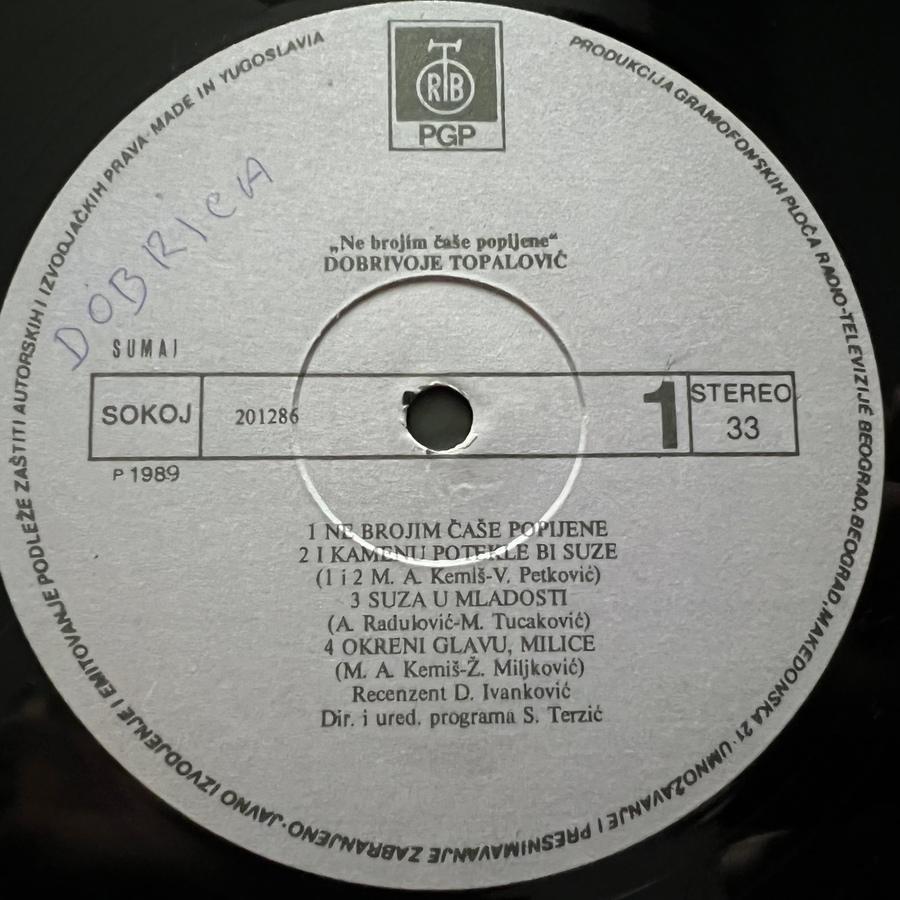 PRODUKCIJA GRAMOFONSKIH PLOČA RADIO-TELEVIZIJE BEOGRAD, BEOGRAD, MAKEDONSKA 21 · UMNOŽAVANJE I PRESNIMAVANJE ZABRANJENO · JAVNO IZVODJENJE I EMITOVANJE PODLEŽE ZAŠTITI AUTORSKIH I IZVODJAČKIH PRAVA · MADE IN YUGOSLAVIA
RTB
PGP
DOBRICA
„Ne brojim čaše popijene“
DOBRIVOJE TOPALOVIĆ
SUMAJ
SOKOJ
201286
1
STEREO
33
P 1989
1 NE BROJIM ČAŠE POPIJENE
2 I KAMENU POTEKLE BI SUZE
(1 i 2 M. A. Kemiš-V. Petković)
3 SUZA U MLADOSTI
(A. Radulović-M. Tucaković)
4 OKRENI GLAVU, MILICE
(M. A. Kemiš-Ž. Miljković)
Recenzent D. Ivanković
Dir. i ured. programa S. Terzić